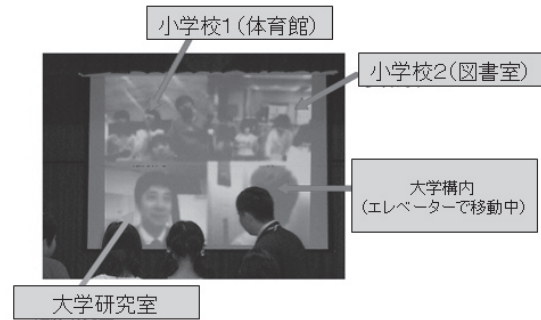 小学校1(体育館)
小学校2(図書室)
大学構内
(エレベーターで移動中)
大学研究室